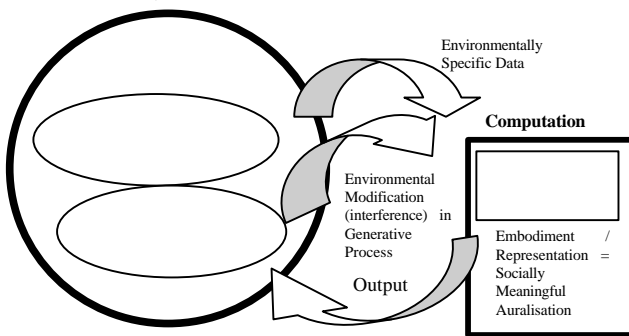 Environmentally
Specific Data
Computation
Environmental
Modification
(interference) in
Generative
Process
Embodiment /
Representation =
Socially
Meaningful
Auralisation
Output